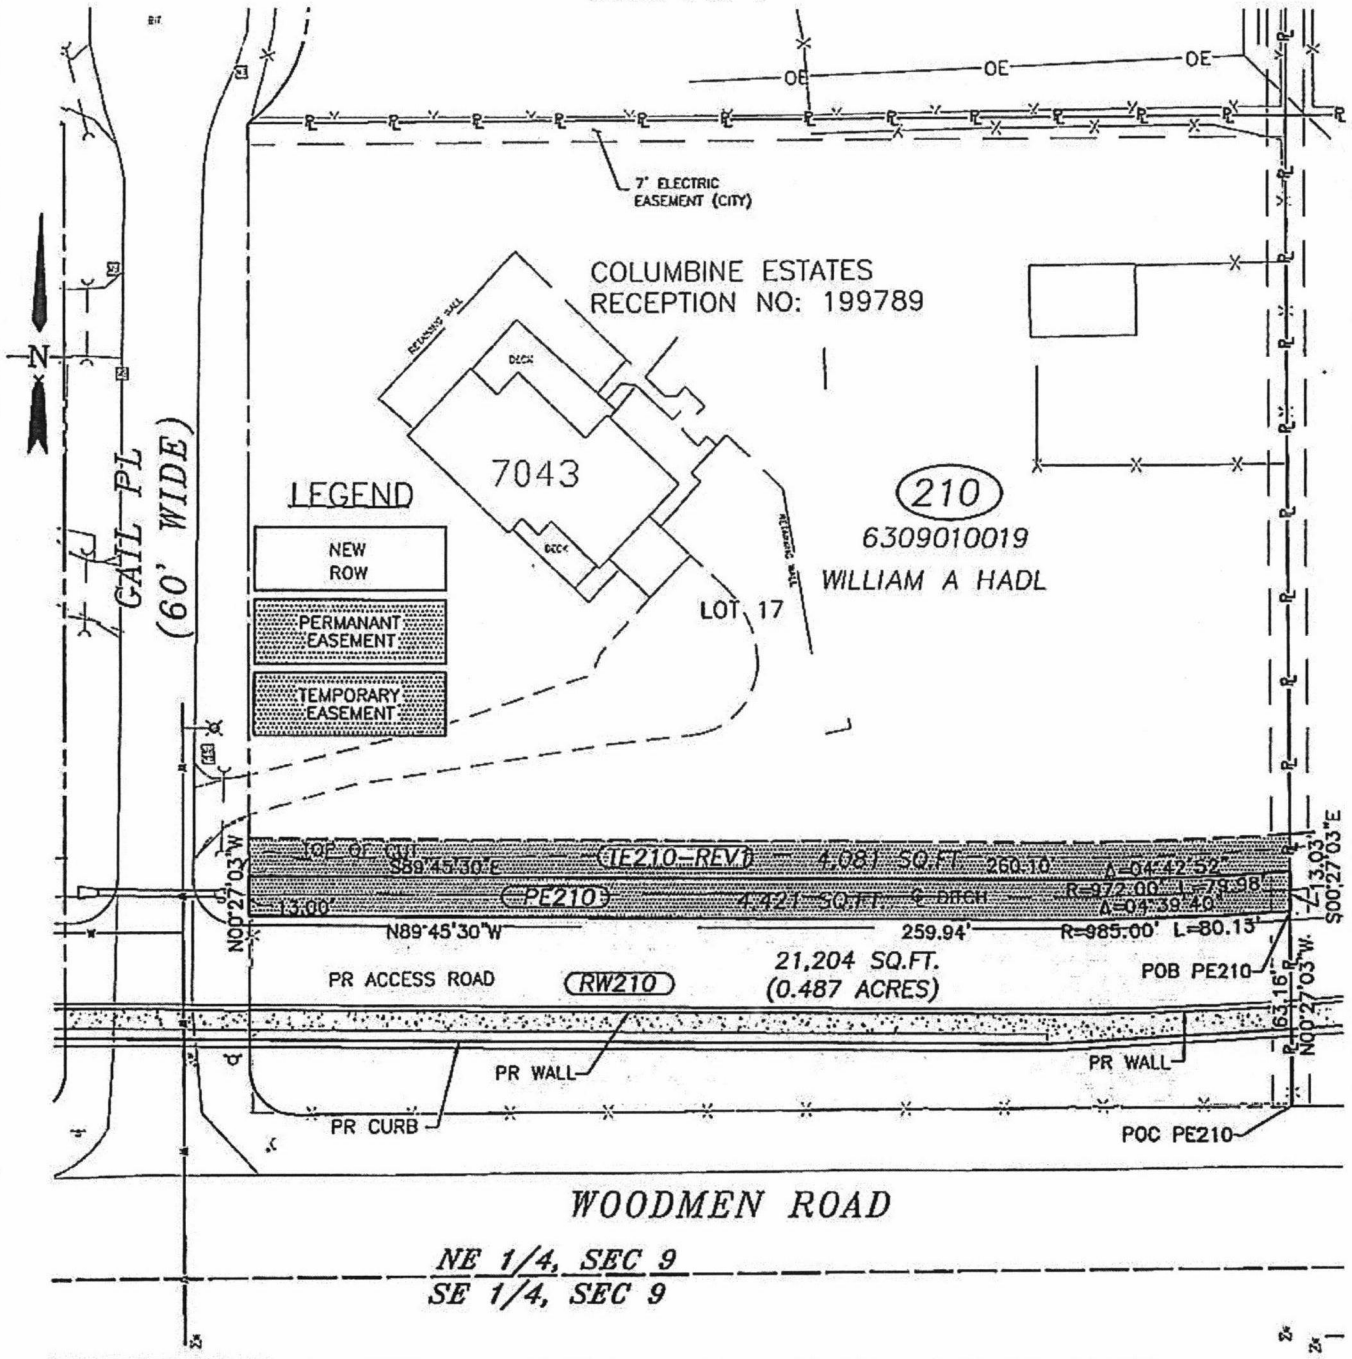 OE OE OE
7' ELECTRIC
EASEMENT (CITY)
COLUMBINE ESTATES
RECEPTION NO: 199789
RETAINING WALL
DECK
N
7043
DECK
GAIL PL
(60' WIDE)
LEGEND
NEW
ROW
PERMANANT
EASEMENT
TEMPORARY
EASEMENT
210
6309010019
WILLIAM A HADL
LOT 17
TOP OF CUT
S89°45'30"E
TE210-REV1
4,081 SQ.FT.
260.10'
Δ=04°42'52"
R=972.00' L=79.98'
N00°27'03"W
13.00'
PE210
4,421 SQ.FT.
℄ DITCH
Δ=04°39'40"
13.03'
S00°27'03"E
N89°45'30"W
259.94'
R=985.00' L=80.13'
21,204 SQ.FT.
(0.487 ACRES)
POB PE210
PR ACCESS ROAD
RW210
63.16'
N00°27'03"W
PR WALL
PR WALL
PR CURB
POC PE210
WOODMEN ROAD
NE 1/4, SEC 9
SE 1/4, SEC 9